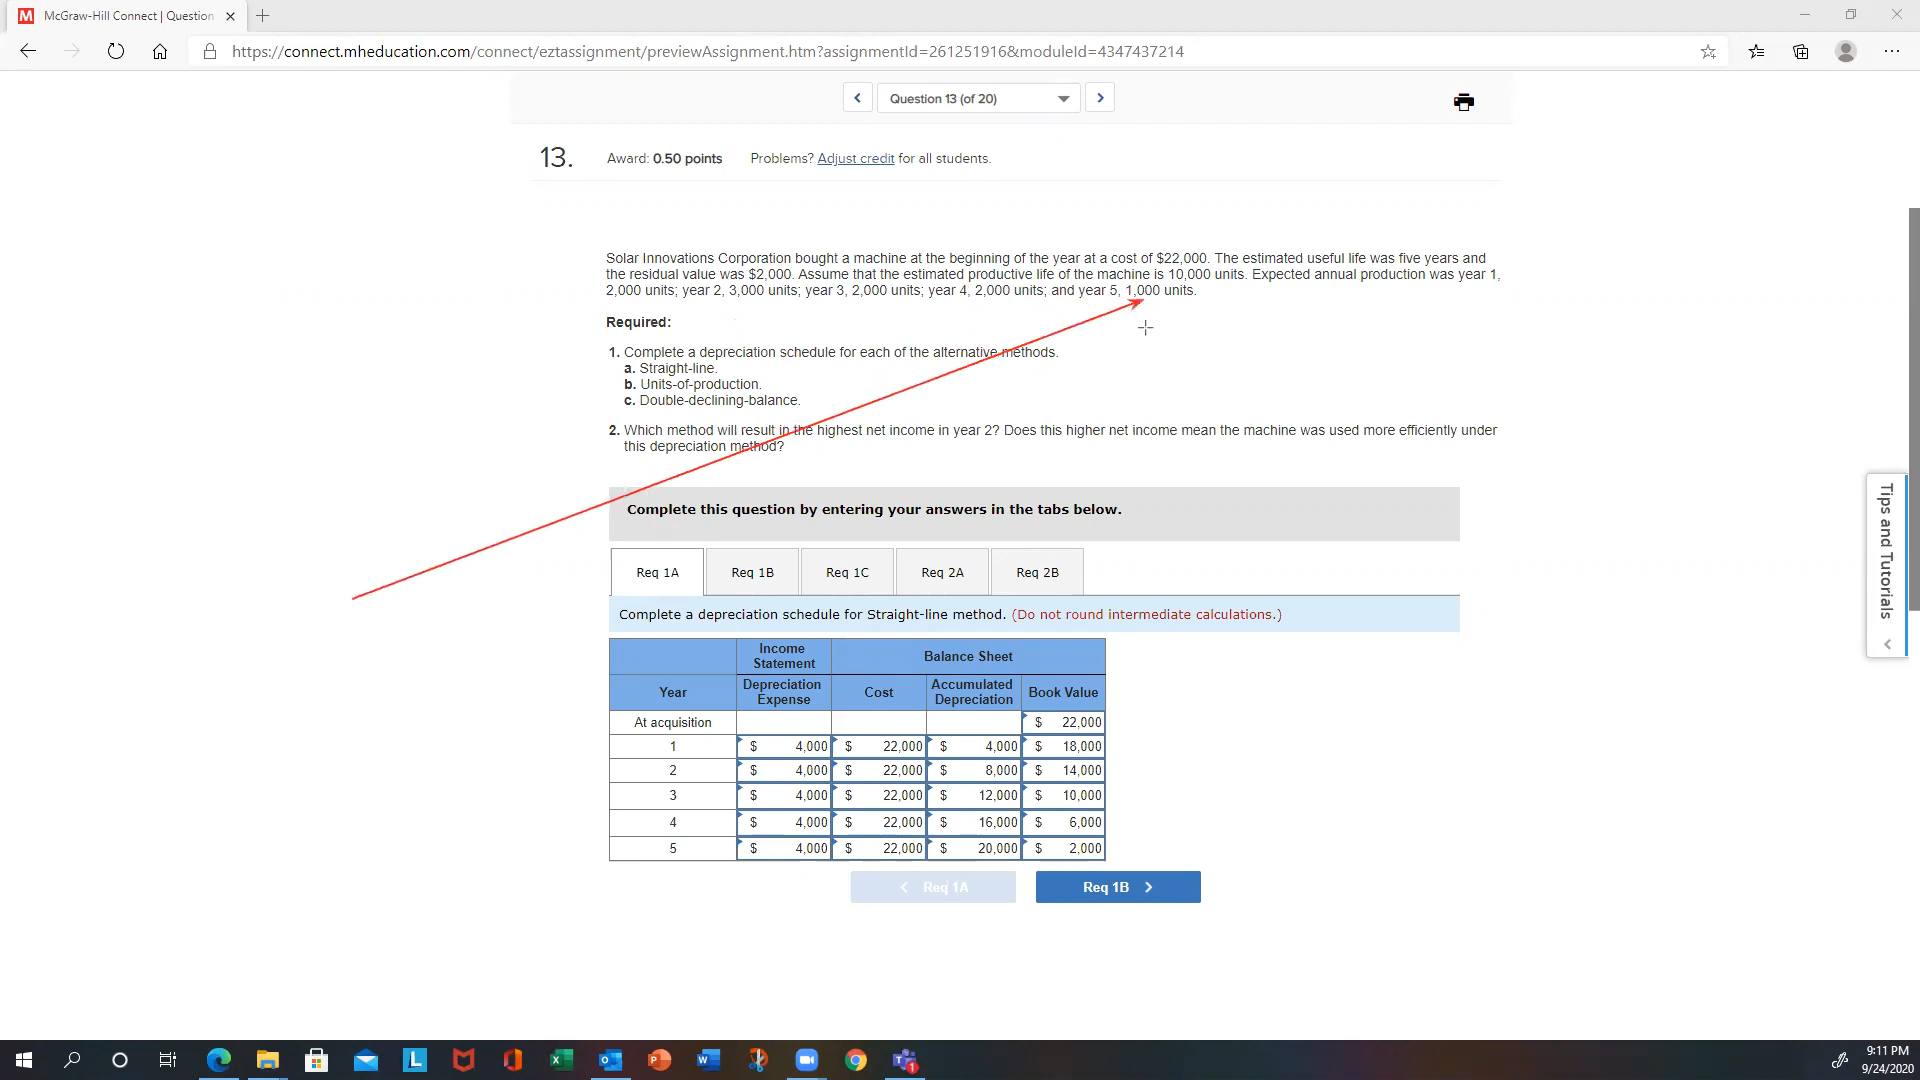 McGraw-Hill Connect | Question
https://connect.mheducation.com/connect/eztassignment/previewAssignment.htm?assignmentId=261251916&moduleId=4347437214
Question 13 (of 20)
13. Award: 0.50 points Problems? Adjust credit for all students.
Solar Innovations Corporation bought a machine at the beginning of the year at a cost of $22,000. The estimated useful life was five years and
the residual value was $2,000. Assume that the estimated productive life of the machine is 10,000 units. Expected annual production was year 1,
2,000 units; year 2, 3,000 units; year 3, 2,000 units; year 4, 2,000 units; and year 5, 1,000 units.
Required:
1. Complete a depreciation schedule for each of the alternative methods.
a. Straight-line.
b. Units-of-production.
c. Double-declining-balance.
2. Which method will result in the highest net income in year 2? Does this higher net income mean the machine was used more efficiently under
this depreciation method?
Complete this question by entering your answers in the tabs below.
Req 1A Req 1B Req 1C Req 2A Req 2B
Complete a depreciation schedule for Straight-line method. (Do not round intermediate calculations.)
Income Statement Balance Sheet
Year Depreciation Expense Cost Accumulated Depreciation Book Value
At acquisition $ 22,000
1 $ 4,000 $ 22,000 $ 4,000 $ 18,000
2 $ 4,000 $ 22,000 $ 8,000 $ 14,000
3 $ 4,000 $ 22,000 $ 12,000 $ 10,000
4 $ 4,000 $ 22,000 $ 16,000 $ 6,000
5 $ 4,000 $ 22,000 $ 20,000 $ 2,000
< Req 1A Req 1B >
Tips and Tutorials
9:11 PM
9/24/2020